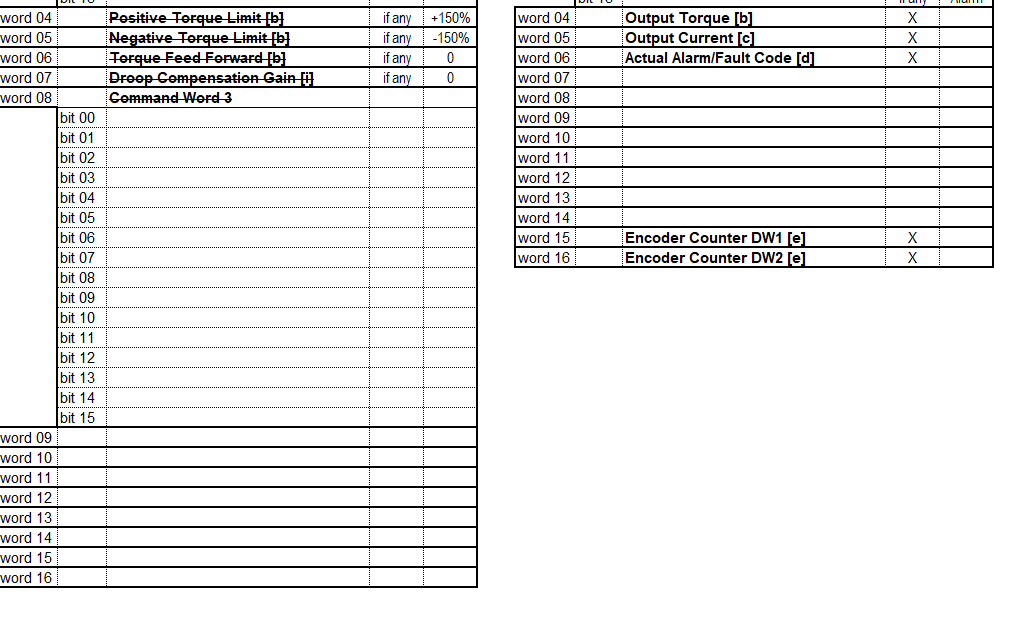 word 04 Positive Torque Limit [b] if any +150%
word 05 Negative Torque Limit [b] if any -150%
word 06 Torque Feed Forward [b] if any 0
word 07 Droop Compensation Gain [i] if any 0
word 08 Command Word 3
bit 00
bit 01
bit 02
bit 03
bit 04
bit 05
bit 06
bit 07
bit 08
bit 09
bit 10
bit 11
bit 12
bit 13
bit 14
bit 15
word 09
word 10
word 11
word 12
word 13
word 14
word 15
word 16
word 04 Output Torque [b] X
word 05 Output Current [c] X
word 06 Actual Alarm/Fault Code [d] X
word 07
word 08
word 09
word 10
word 11
word 12
word 13
word 14
word 15 Encoder Counter DW1 [e] X
word 16 Encoder Counter DW2 [e] X